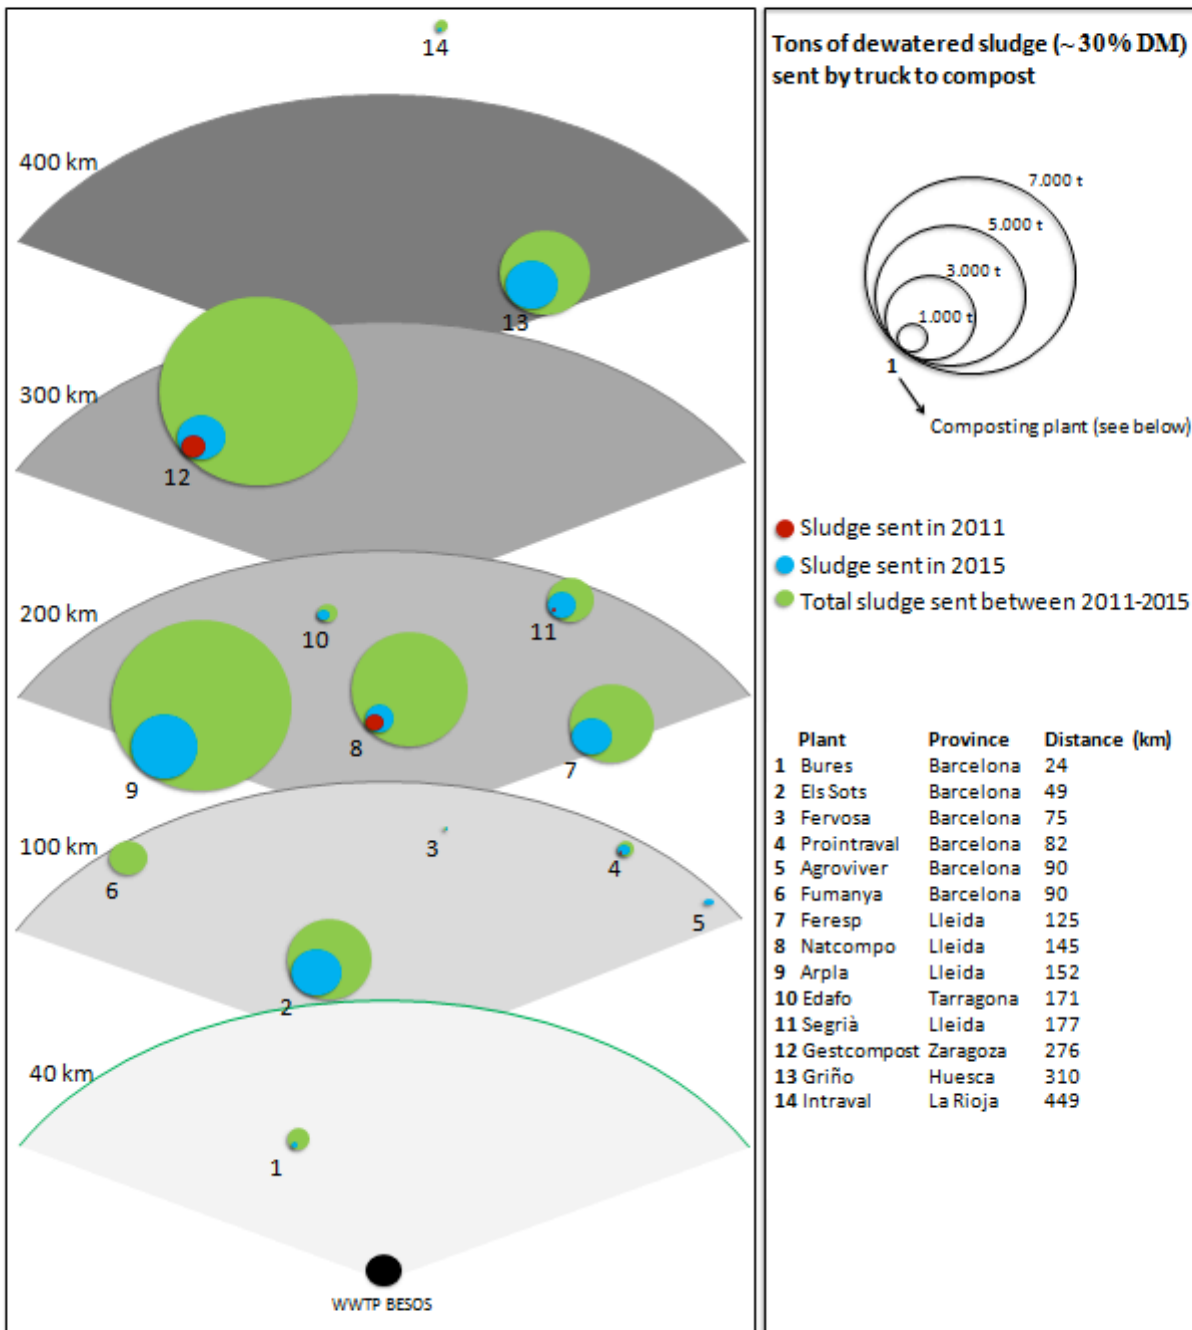 14
400 km
13
300 km
12
200 km
10
11
8
7
9
100 km
3
4
6
5
2
40 km
1
WWTP BESOS
Tons of dewatered sludge (~ 30% DM)
sent by truck to compost
7.000 t
5.000 t
3.000 t
1.000 t
1
Composting plant (see below)
Sludge sent in 2011
Sludge sent in 2015
Total sludge sent between 2011-2015
Plant Province Distance (km)
1 Bures Barcelona 24
2 Els Sots Barcelona 49
3 Fervosa Barcelona 75
4 Prointraval Barcelona 82
5 Agroviver Barcelona 90
6 Fumanya Barcelona 90
7 Feresp Lleida 125
8 Natcompo Lleida 145
9 Arpla Lleida 152
10 Edafo Tarragona 171
11 Segrià Lleida 177
12 Gestcompost Zaragoza 276
13 Griño Huesca 310
14 Intraval La Rioja 449